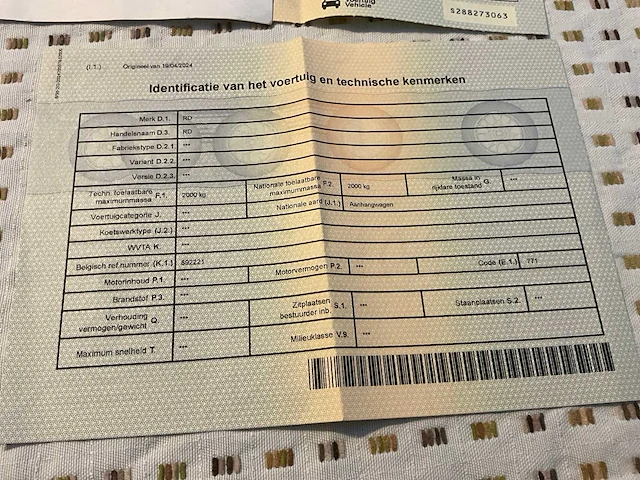 voertuig
vehicle
S288273063
(I.1.) Origineel van 19/04/2024
Identificatie van het voertuig en technische kenmerken
Merk D.1. RD
Handelsnaam D.3. RD
Fabriekstype D.2.1. ***
Variant D.2.2. ***
Versie D.2.3. ***
Techn. toelaatbare maximummassa F.1. 2000 kg Nationale toelaatbare maximummassa F.2. 2000 kg Massa in rijklare toestand G. ***
Voertuigcategorie J. *** Nationale aard (J.1.) Aanhangwagen
Koetswerktype (J.2.) ***
WVTA K. ***
Belgisch ref.nummer (K.1.) 892221
Motorinhoud P.1. *** Motorvermogen P.2. *** Code (E.1.) 771
Brandstof P.3. ***
Verhouding vermogen/gewicht Q. *** Zitplaatsen bestuurder inb. S.1. *** Staanplaatsen S.2. ***
Maximum snelheid T. *** Milieuklasse V.9. ***